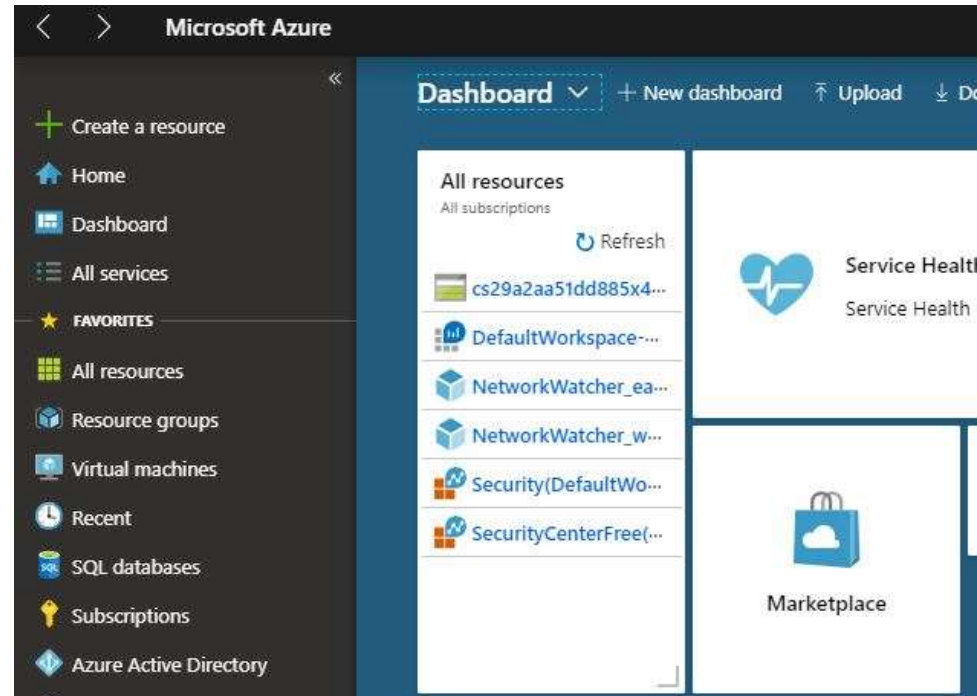 Microsoft Azure
«
Create a resource
Home
Dashboard
All services
FAVORITES
All resources
Resource groups
Virtual machines
Recent
SQL databases
Subscriptions
Azure Active Directory
Dashboard + New dashboard Upload Do
All resources
All subscriptions
Refresh
cs29a2aa51dd885x4...
DefaultWorkspace-...
NetworkWatcher_ea...
NetworkWatcher_w...
Security(DefaultWo...
SecurityCenterFree(...
Service Health
Service Health
Marketplace
SQL